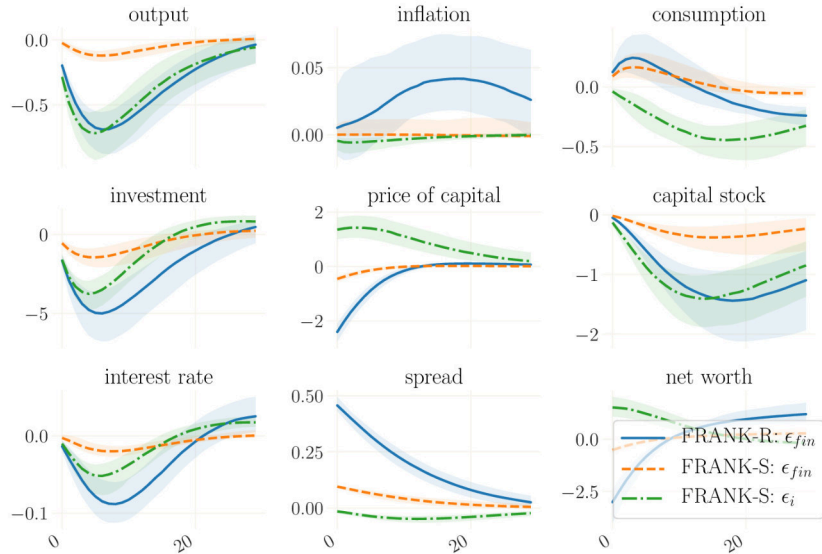 output
inflation
consumption
0.0
−0.5
0.05
0.00
0.0
−0.5
investment
price of capital
capital stock
0
−5
2
0
−2
0
−1
−2
interest rate
spread
net worth
0.0
−0.1
0.50
0.25
0.00
0.0
−2.5
FRANK-R: ϵfin
FRANK-S: ϵfin
FRANK-S: ϵi
0
20
0
20
0
20